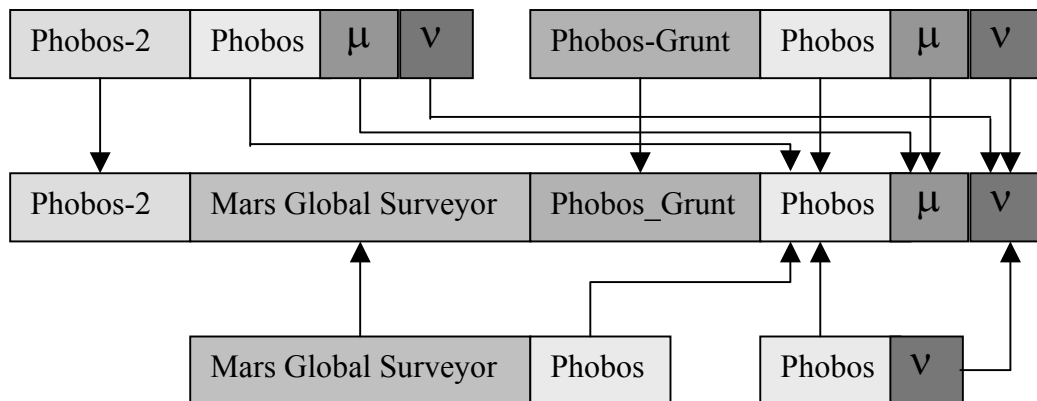 Phobos-2 Phobos μ ν Phobos-Grunt Phobos μ ν
Phobos-2 Mars Global Surveyor Phobos_Grunt Phobos μ ν
Mars Global Surveyor Phobos Phobos ν